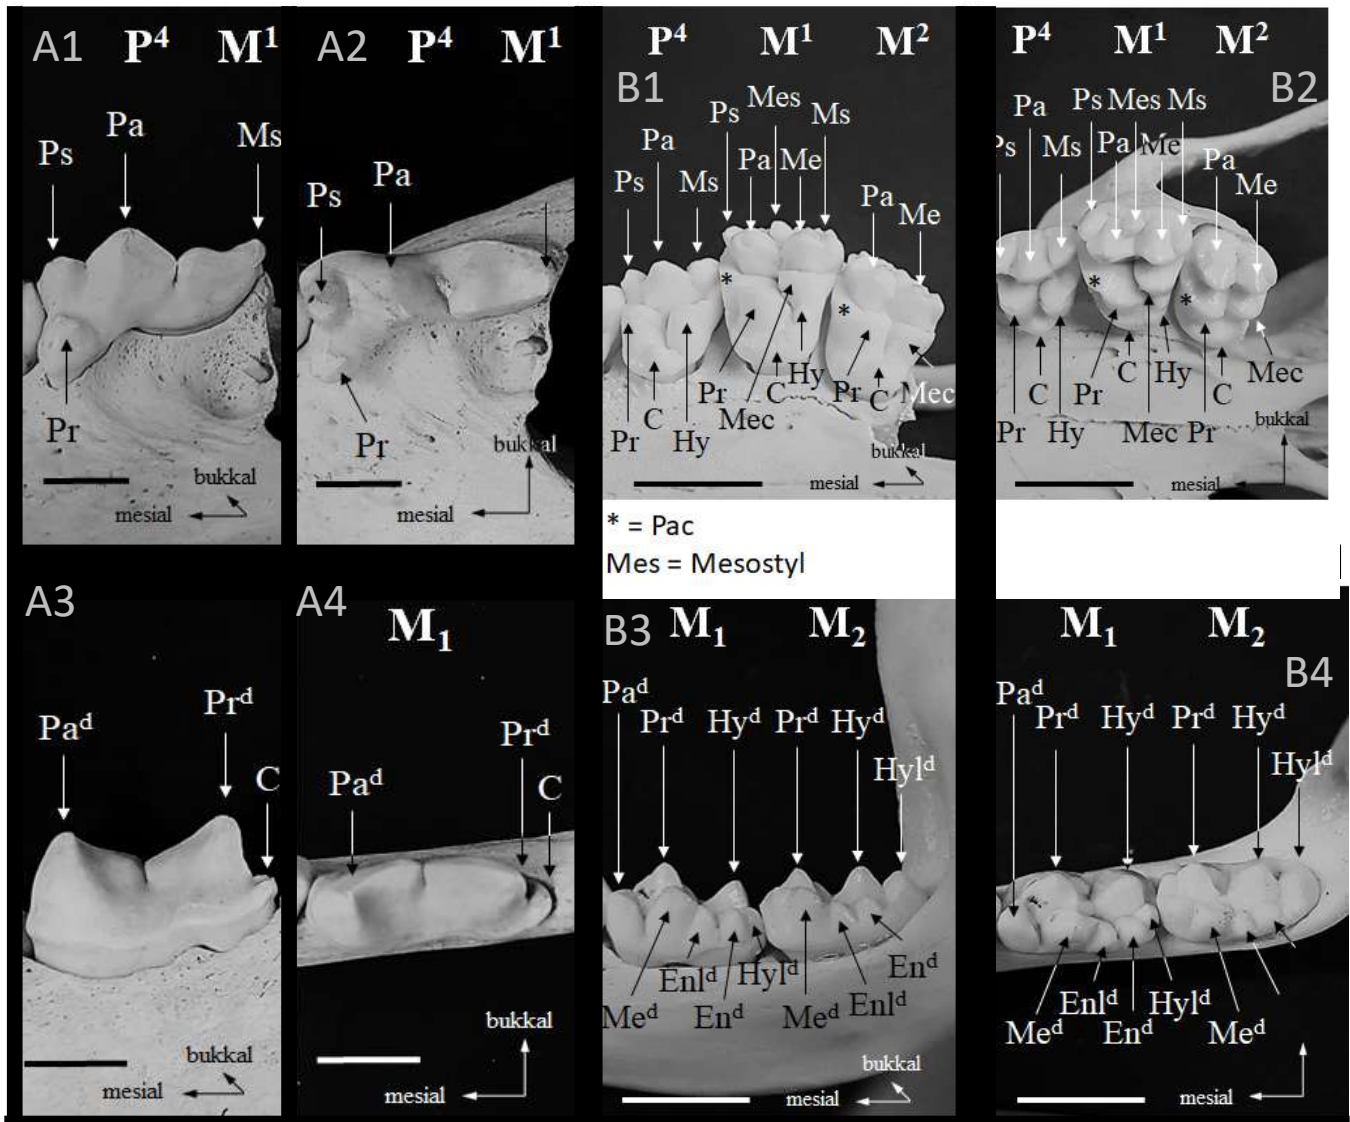 A1 P⁴ M¹
Pa
Ps
Ms
Pr
bukkal
mesial
A2 P⁴ M¹
Pa
Ps
Pr
bukkal
mesial
B1
P⁴ M¹ M²
Mes
Ps Ms
Pa
Pa Me
Ps Ms
Pa
Me
*
*
Hy
C
Pr C Pr C Mec
C
Mec
Pr Hy
bukkal
mesial
P⁴ M¹ M²
B2
Ps Mes Ms
Pa
Ps Ms Pa Me
Pa
Me
*
*
C Hy
C Pr C Mec
Pr Hy Mec Pr
bukkal
mesial
* = Pac
Mes = Mesostyl
A3
Prᵈ
Paᵈ
C
bukkal
mesial
A4
M₁
Prᵈ
Paᵈ C
bukkal
mesial
B3 M₁ M₂
Paᵈ
Prᵈ Hyᵈ Prᵈ Hyᵈ
Hylᵈ
Enlᵈ Hylᵈ Enᵈ
Meᵈ Enᵈ Meᵈ Enlᵈ
bukkal
mesial
M₁ M₂
B4
Paᵈ
Prᵈ Hyᵈ Prᵈ Hyᵈ
Hylᵈ
Enlᵈ Hylᵈ
Meᵈ Enᵈ Meᵈ
mesial